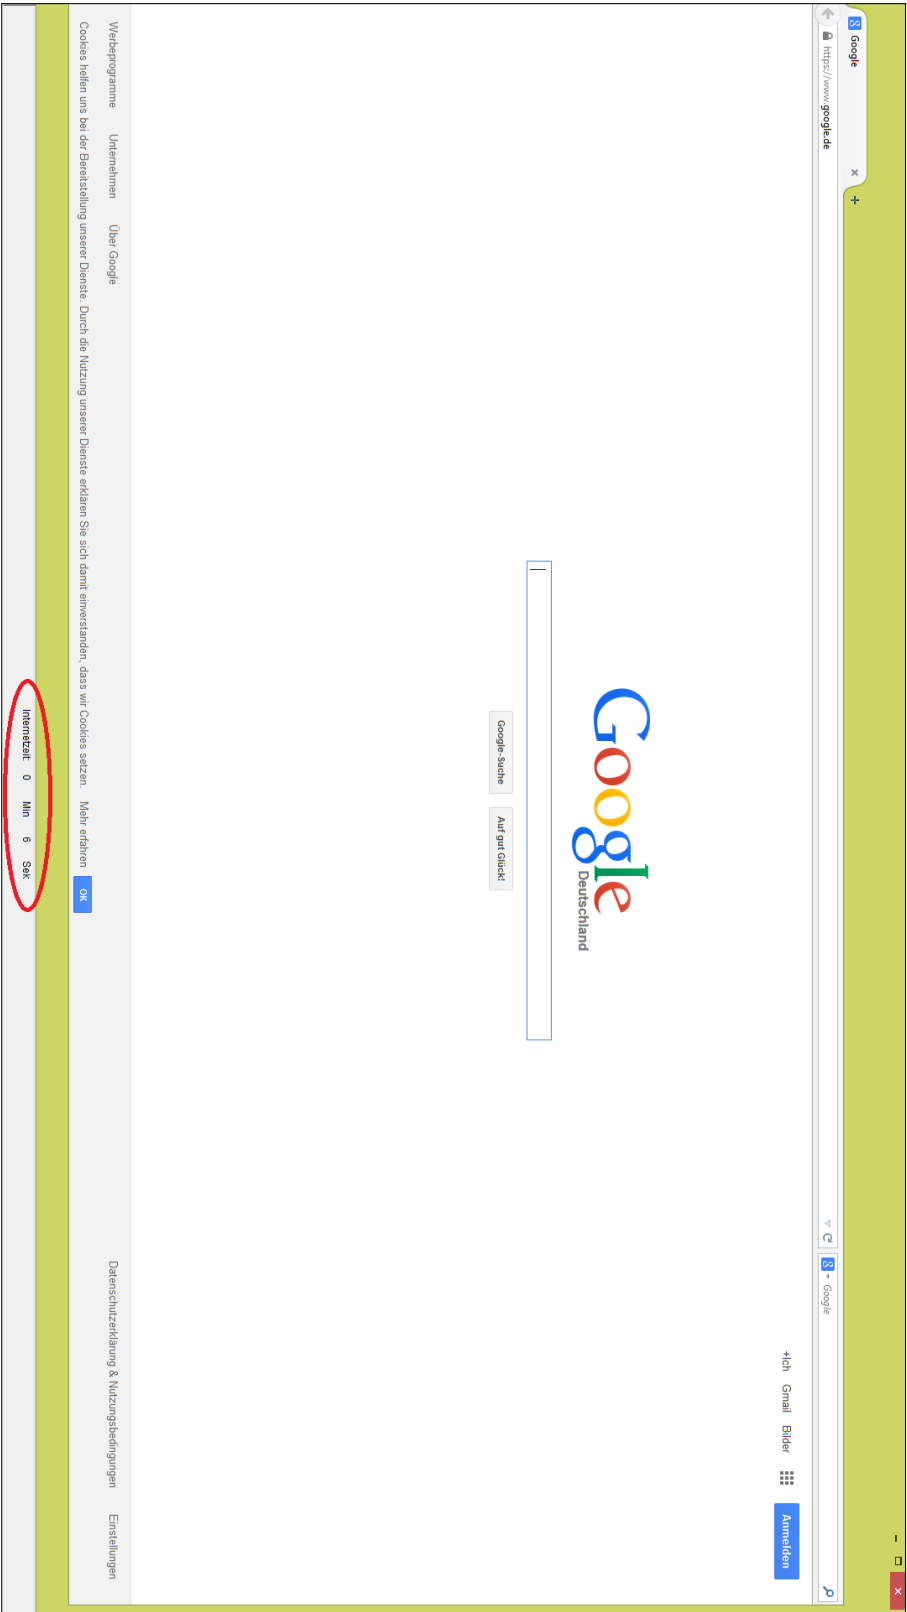 Google
https://www.google.de
Google
+Ich Gmail Bilder
Anmelden
Google
Deutschland
Google-Suche Auf gut Glück!
Werbeprogramme Unternehmen Über Google Datenschutzerklärung & Nutzungsbedingungen Einstellungen
Cookies helfen uns bei der Bereitstellung unserer Dienste. Durch die Nutzung unserer Dienste erklären Sie sich damit einverstanden, dass wir Cookies setzen. Mehr erfahren OK
Internetzeit: 0 Min 6 Sek